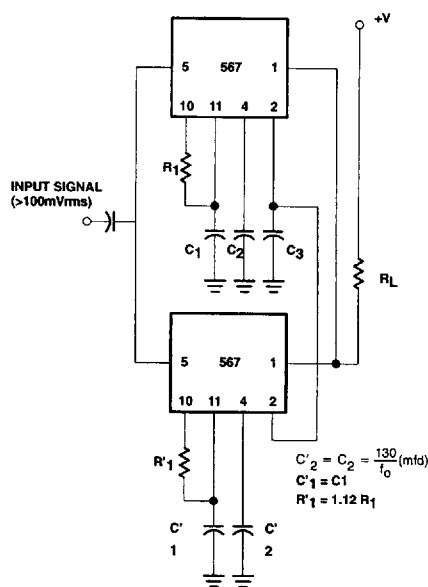 +V
5 567 1
10 11 4 2
R1
INPUT SIGNAL
(>100mVrms)
C1 C2 C3
RL
5 567 1
10 11 4 2
R'1
C' C'
1 2
C'2 = C2 = 130/fo (mfd)
C'1 = C1
R'1 = 1.12 R1